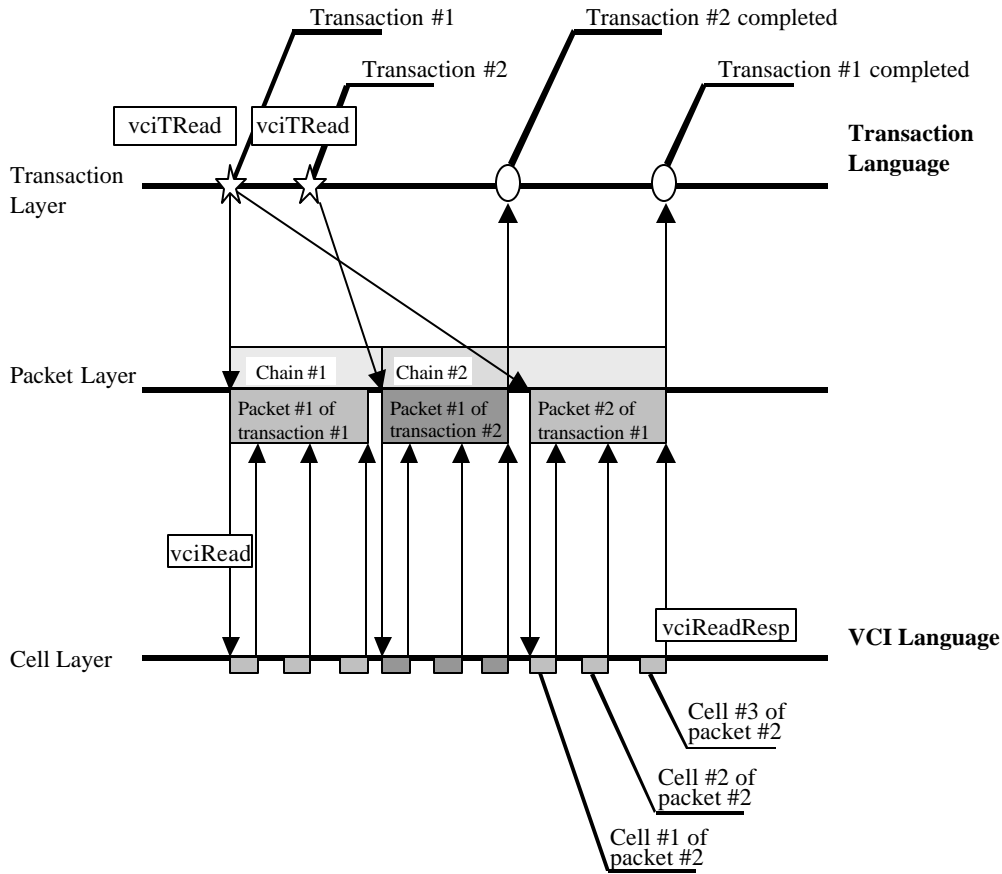 Transaction #1
Transaction #2 completed
Transaction #2
Transaction #1 completed
vciTRead
vciTRead
Transaction
Language
Transaction
Layer
Chain #1
Chain #2
Packet Layer
Packet #1 of
transaction #1
Packet #1 of
transaction #2
Packet #2 of
transaction #1
vciRead
vciReadResp
VCI Language
Cell Layer
Cell #3 of
packet #2
Cell #2 of
packet #2
Cell #1 of
packet #2